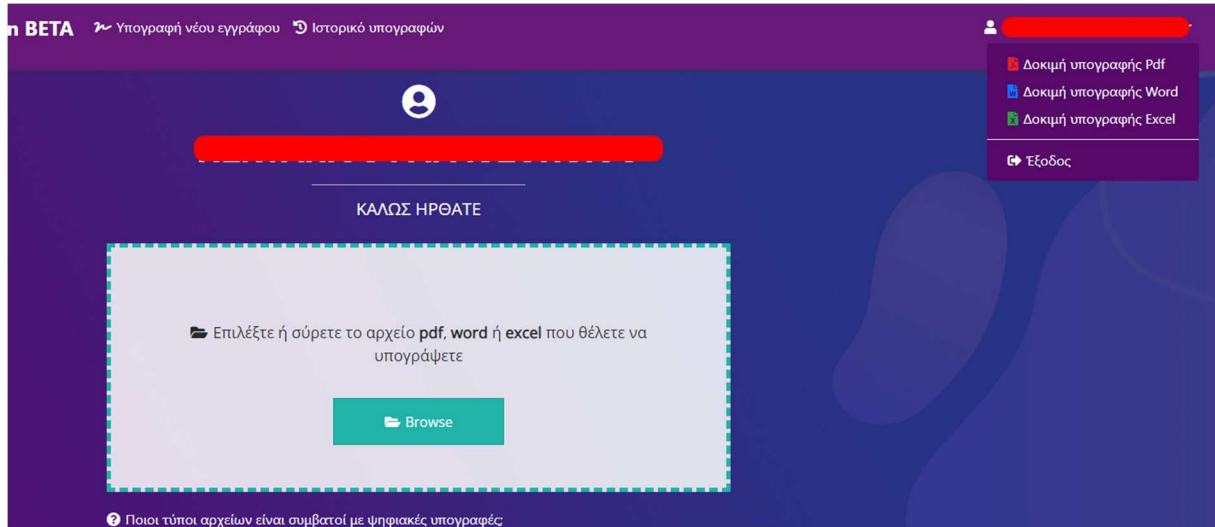 n BETA Υπογραφή νέου εγγράφου Ιστορικό υπογραφών
Δοκιμή υπογραφής Pdf
Δοκιμή υπογραφής Word
Δοκιμή υπογραφής Excel
Έξοδος
ΚΑΛΩΣ ΗΡΘΑΤΕ
Επιλέξτε ή σύρετε το αρχείο pdf, word ή excel που θέλετε να
υπογράψετε
Browse
Ποιοι τύποι αρχείων είναι συμβατοί με ψηφιακές υπογραφές;